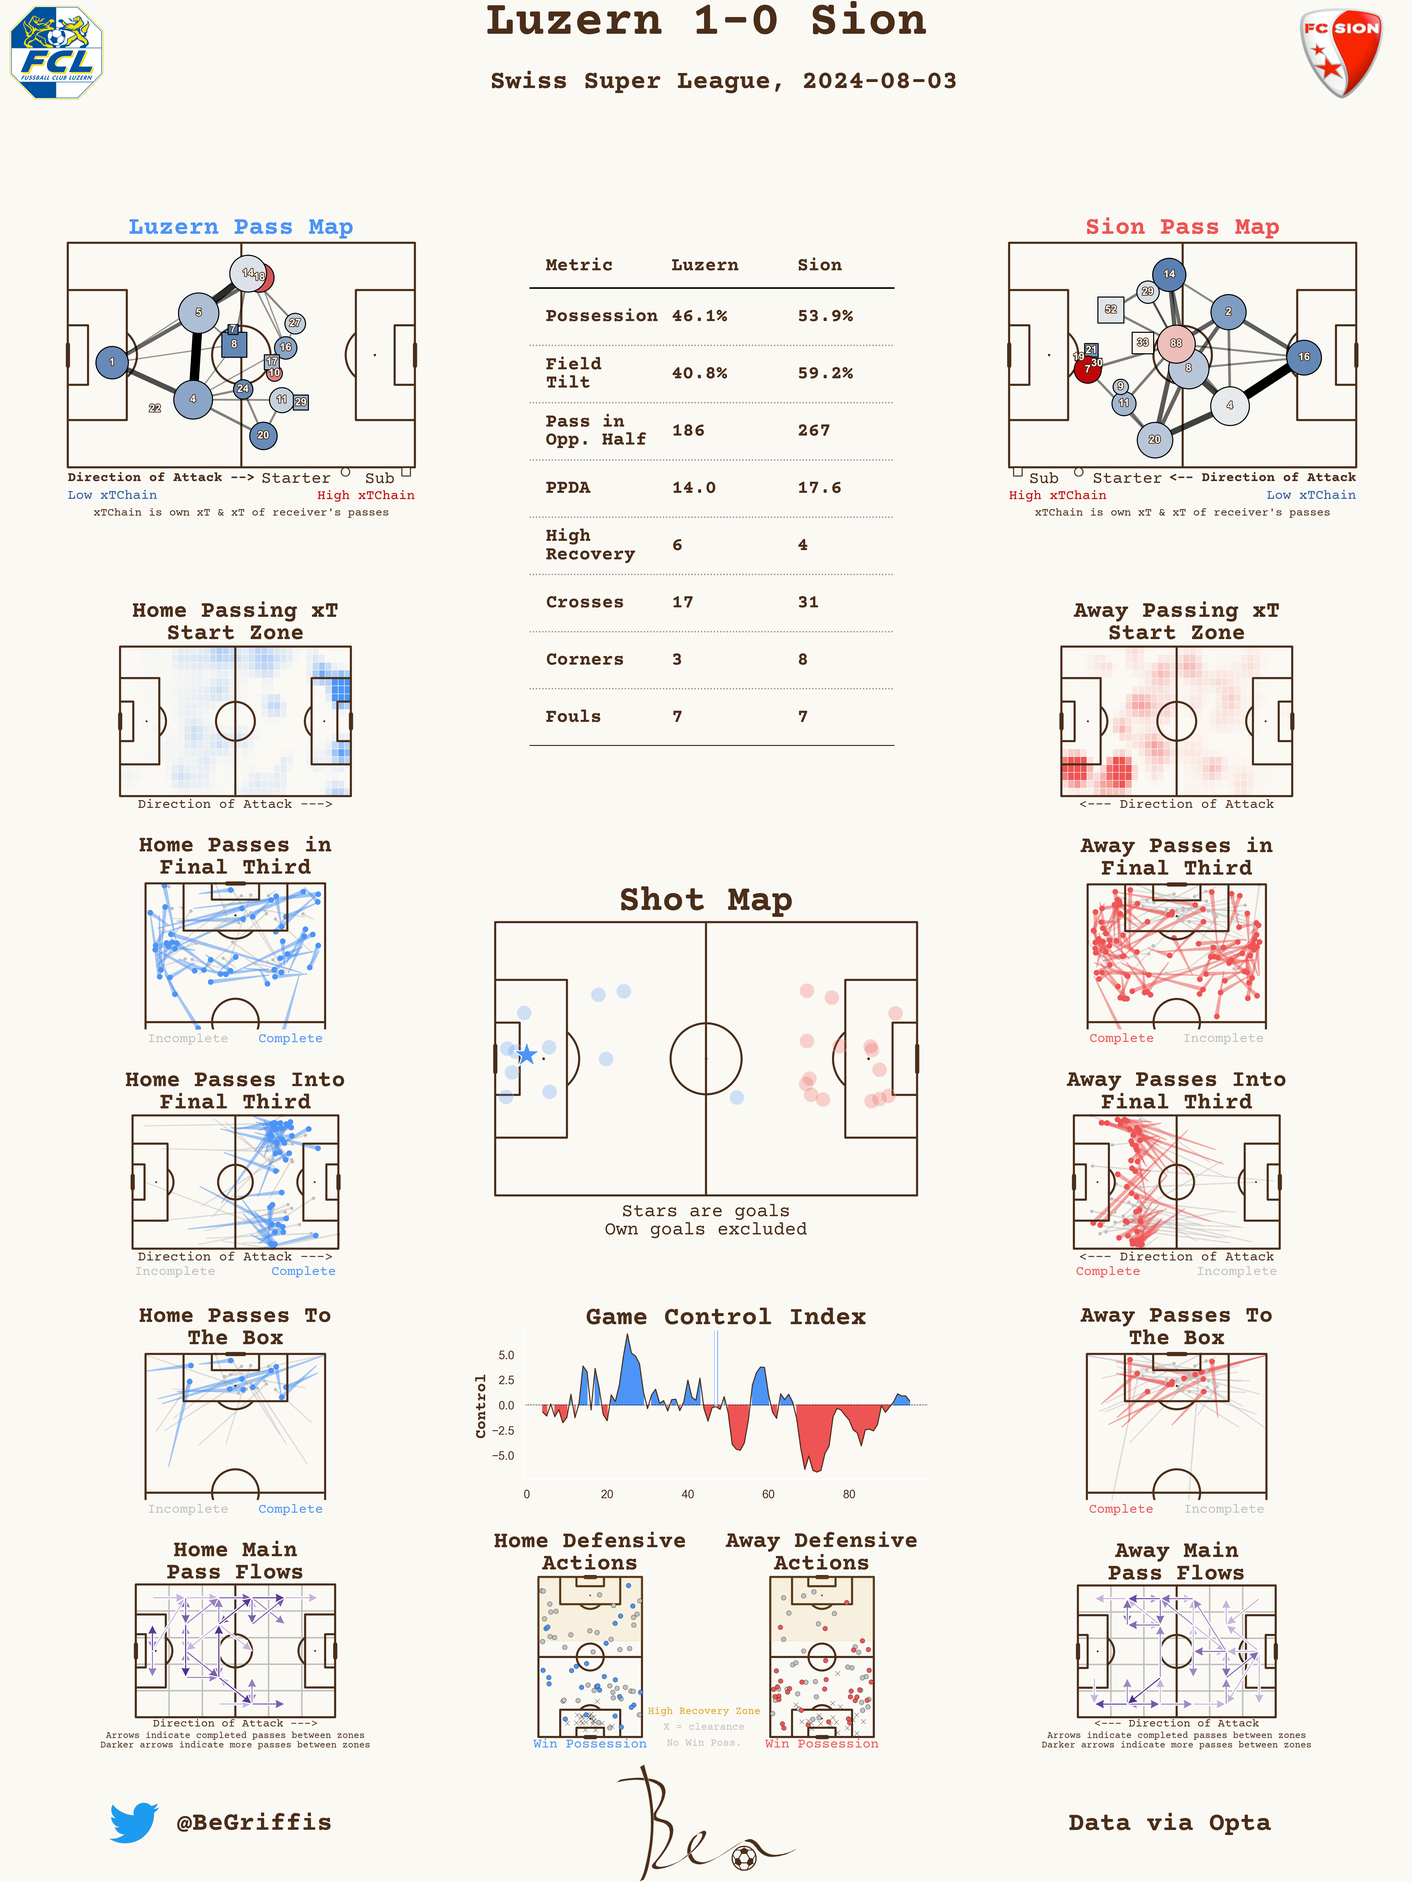 Luzern 1-0 Sion
Swiss Super League, 2024-08-03
FCL
FUSSBALL CLUB LUZERN
FC SION
Luzern Pass Map
14
18
5
7
8
27
16
1
17
10
24
4
11
29
22
20
Direction of Attack --> Starter Sub
Low xTChain High xTChain
xTChain is own xT & xT of receiver's passes
Metric Luzern Sion
Possession 46.1% 53.9%
Field
Tilt 40.8% 59.2%
Pass in
Opp. Half 186 267
PPDA 14.0 17.6
High
Recovery 6 4
Crosses 17 31
Corners 3 8
Fouls 7 7
Sion Pass Map
14
29
52
2
33
88
21
19
30
7
8
16
9
11
4
20
Sub Starter <-- Direction of Attack
High xTChain Low xTChain
xTChain is own xT & xT of receiver's passes
Home Passing xT
Start Zone
Direction of Attack --->
Away Passing xT
Start Zone
<--- Direction of Attack
Home Passes in
Final Third
Incomplete Complete
Away Passes in
Final Third
Complete Incomplete
Shot Map
Stars are goals
Own goals excluded
Home Passes Into
Final Third
Direction of Attack --->
Incomplete Complete
Away Passes Into
Final Third
<--- Direction of Attack
Complete Incomplete
Home Passes To
The Box
Incomplete Complete
Game Control Index
Control
5.0
2.5
0.0
−2.5
−5.0
0 20 40 60 80
Away Passes To
The Box
Complete Incomplete
Home Main
Pass Flows
Direction of Attack --->
Arrows indicate completed passes between zones
Darker arrows indicate more passes between zones
Home Defensive
Actions
Win Possession
Away Defensive
Actions
Win Possession
High Recovery Zone
X = clearance
No Win Poss.
Away Main
Pass Flows
<--- Direction of Attack
Arrows indicate completed passes between zones
Darker arrows indicate more passes between zones
@BeGriffis
Ben
Data via Opta